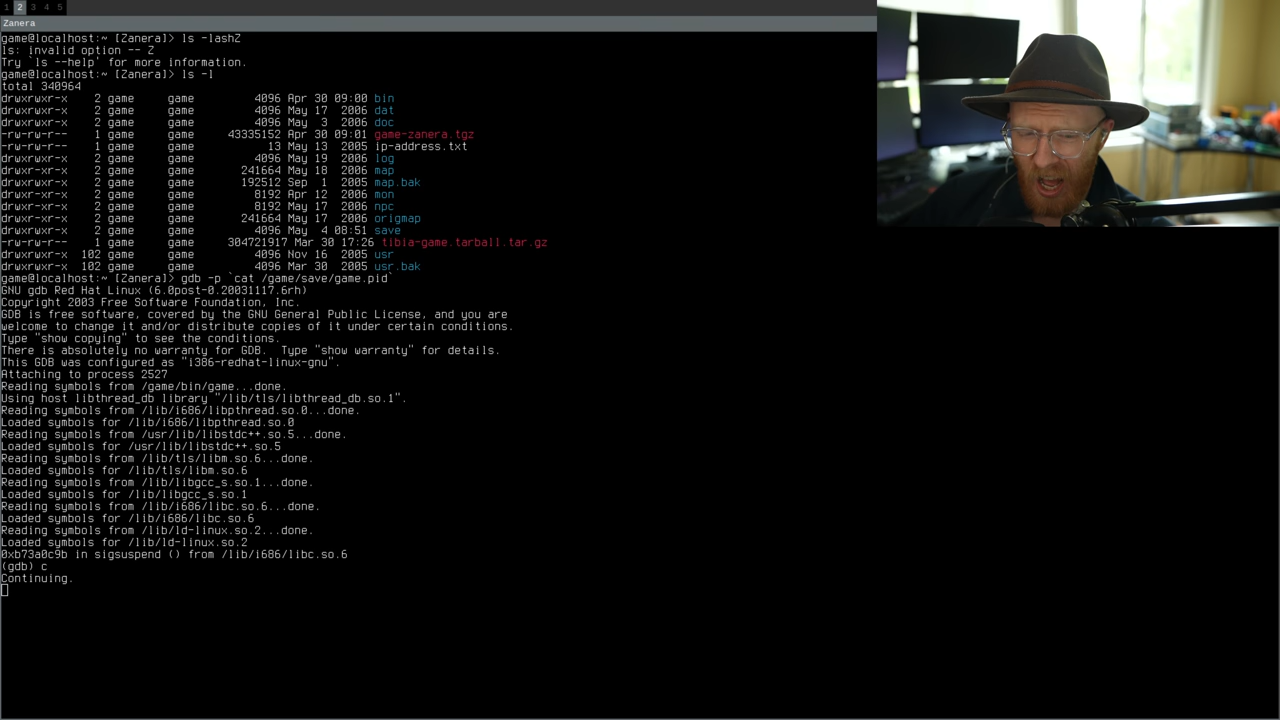 1 2 3 4 5
Zanera
game@localhost:~ [Zanera]> ls -lashZ
ls: invalid option -- Z
Try `ls --help' for more information.
game@localhost:~ [Zanera]> ls -l
total 340964
drwxrwxr-x 2 game game 4096 Apr 30 09:00 bin
drwxrwxr-x 2 game game 4096 May 17 2006 dat
drwxrwxr-x 2 game game 4096 May 3 2006 doc
-rw-rw-r-- 1 game game 43335152 Apr 30 09:01 game-zanera.tgz
-rw-rw-r-- 1 game game 13 May 13 2005 ip-address.txt
drwxrwxr-x 2 game game 4096 May 19 2006 log
drwxrwxr-x 2 game game 241664 May 18 2006 map
drwxrwxr-x 2 game game 192512 Sep 1 2005 map.bak
drwxrwxr-x 2 game game 8192 Apr 12 2006 mon
drwxrwxr-x 2 game game 8192 May 17 2006 npc
drwxrwxr-x 2 game game 241664 May 17 2006 origmap
drwxrwxr-x 2 game game 4096 May 4 08:51 save
-rw-rw-r-- 1 game game 304721917 Mar 30 17:26 tibia-game.tarball.tar.gz
drwxrwxr-x 102 game game 4096 Nov 16 2005 usr
drwxrwxr-x 102 game game 4096 Mar 30 2005 usr.bak
game@localhost:~ [Zanera]> gdb -p `cat /game/save/game.pid`
GNU gdb Red Hat Linux (6.0post-0.20031117.6rh)
Copyright 2003 Free Software Foundation, Inc.
GDB is free software, covered by the GNU General Public License, and you are
welcome to change it and/or distribute copies of it under certain conditions.
Type "show copying" to see the conditions.
There is absolutely no warranty for GDB.  Type "show warranty" for details.
This GDB was configured as "i386-redhat-linux-gnu".
Attaching to process 2527
Reading symbols from /game/bin/game...done.
Using host libthread_db library "/lib/tls/libthread_db.so.1".
Reading symbols from /lib/i686/libpthread.so.0...done.
Loaded symbols for /lib/i686/libpthread.so.0
Reading symbols from /usr/lib/libstdc++.so.5...done.
Loaded symbols for /usr/lib/libstdc++.so.5
Reading symbols from /lib/tls/libm.so.6...done.
Loaded symbols for /lib/tls/libm.so.6
Reading symbols from /lib/libgcc_s.so.1...done.
Loaded symbols for /lib/libgcc_s.so.1
Reading symbols from /lib/i686/libc.so.6...done.
Loaded symbols for /lib/i686/libc.so.6
Reading symbols from /lib/ld-linux.so.2...done.
Loaded symbols for /lib/ld-linux.so.2
0xb73a0c9b in sigsuspend () from /lib/i686/libc.so.6
(gdb) c
Continuing.